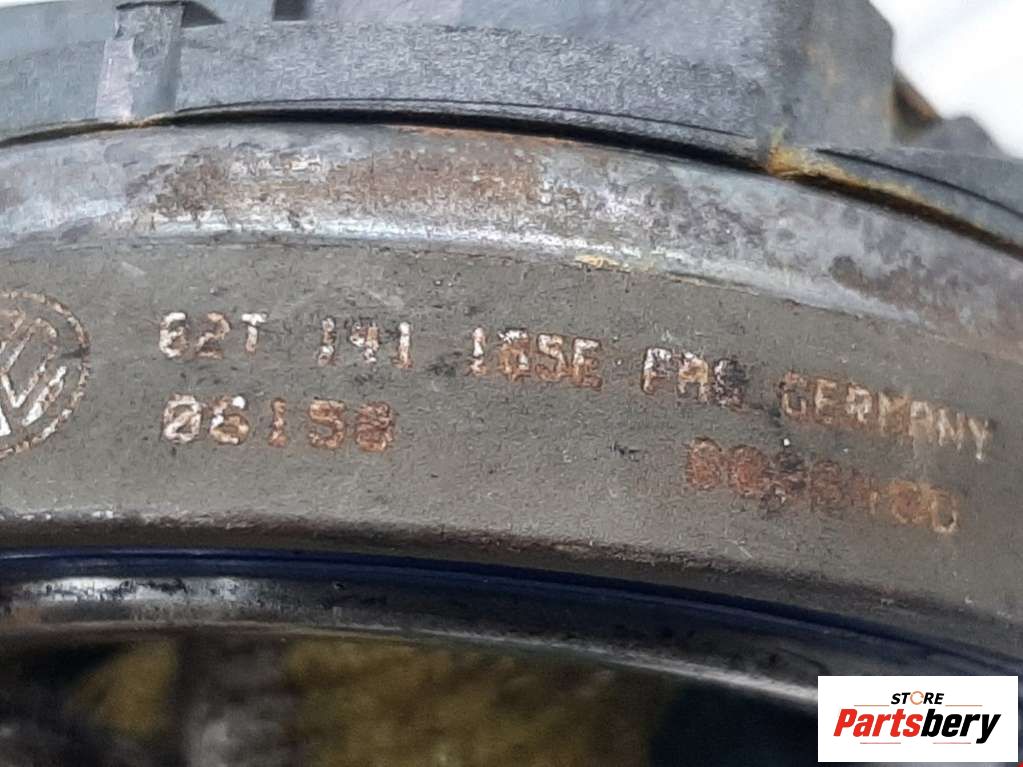 02T 141 165E FAG GERMANY
06158
STORE
Partsbery